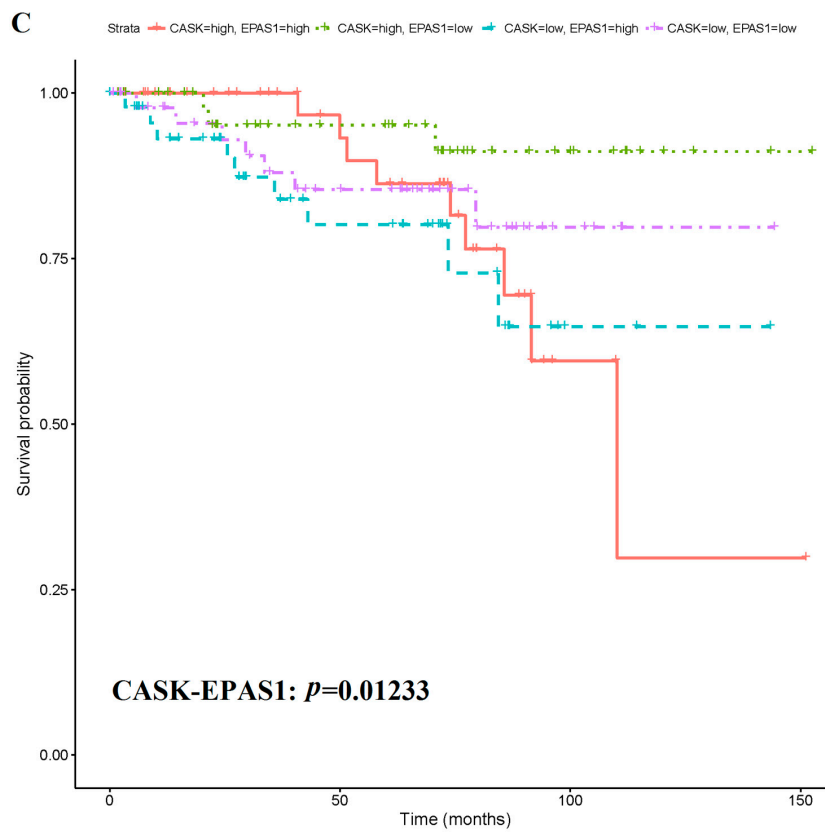 C
Strata CASK=high, EPAS1=high CASK=high, EPAS1=low CASK=low, EPAS1=high CASK=low, EPAS1=low
1.00
0.75
0.50
0.25
0.00
Survival probability
CASK-EPAS1: p=0.01233
0 50 100 150
Time (months)